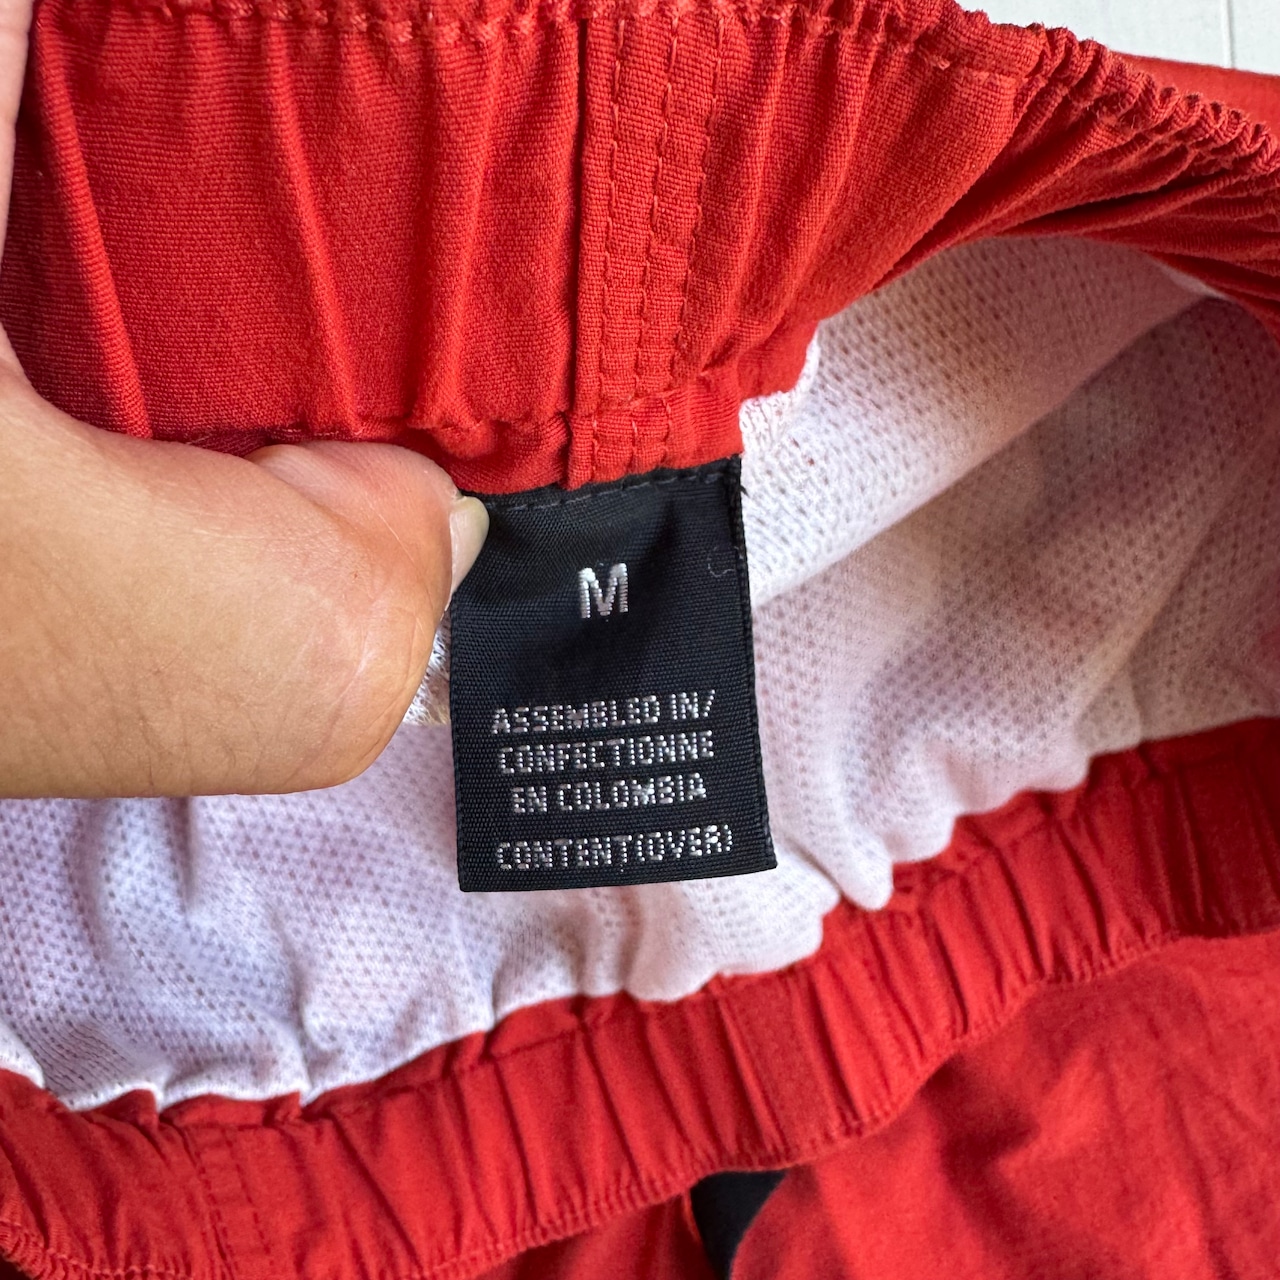 M
ASSEMBLED IN/
CONFECTIONNE
EN COLOMBIA
CONTENT(OVER)